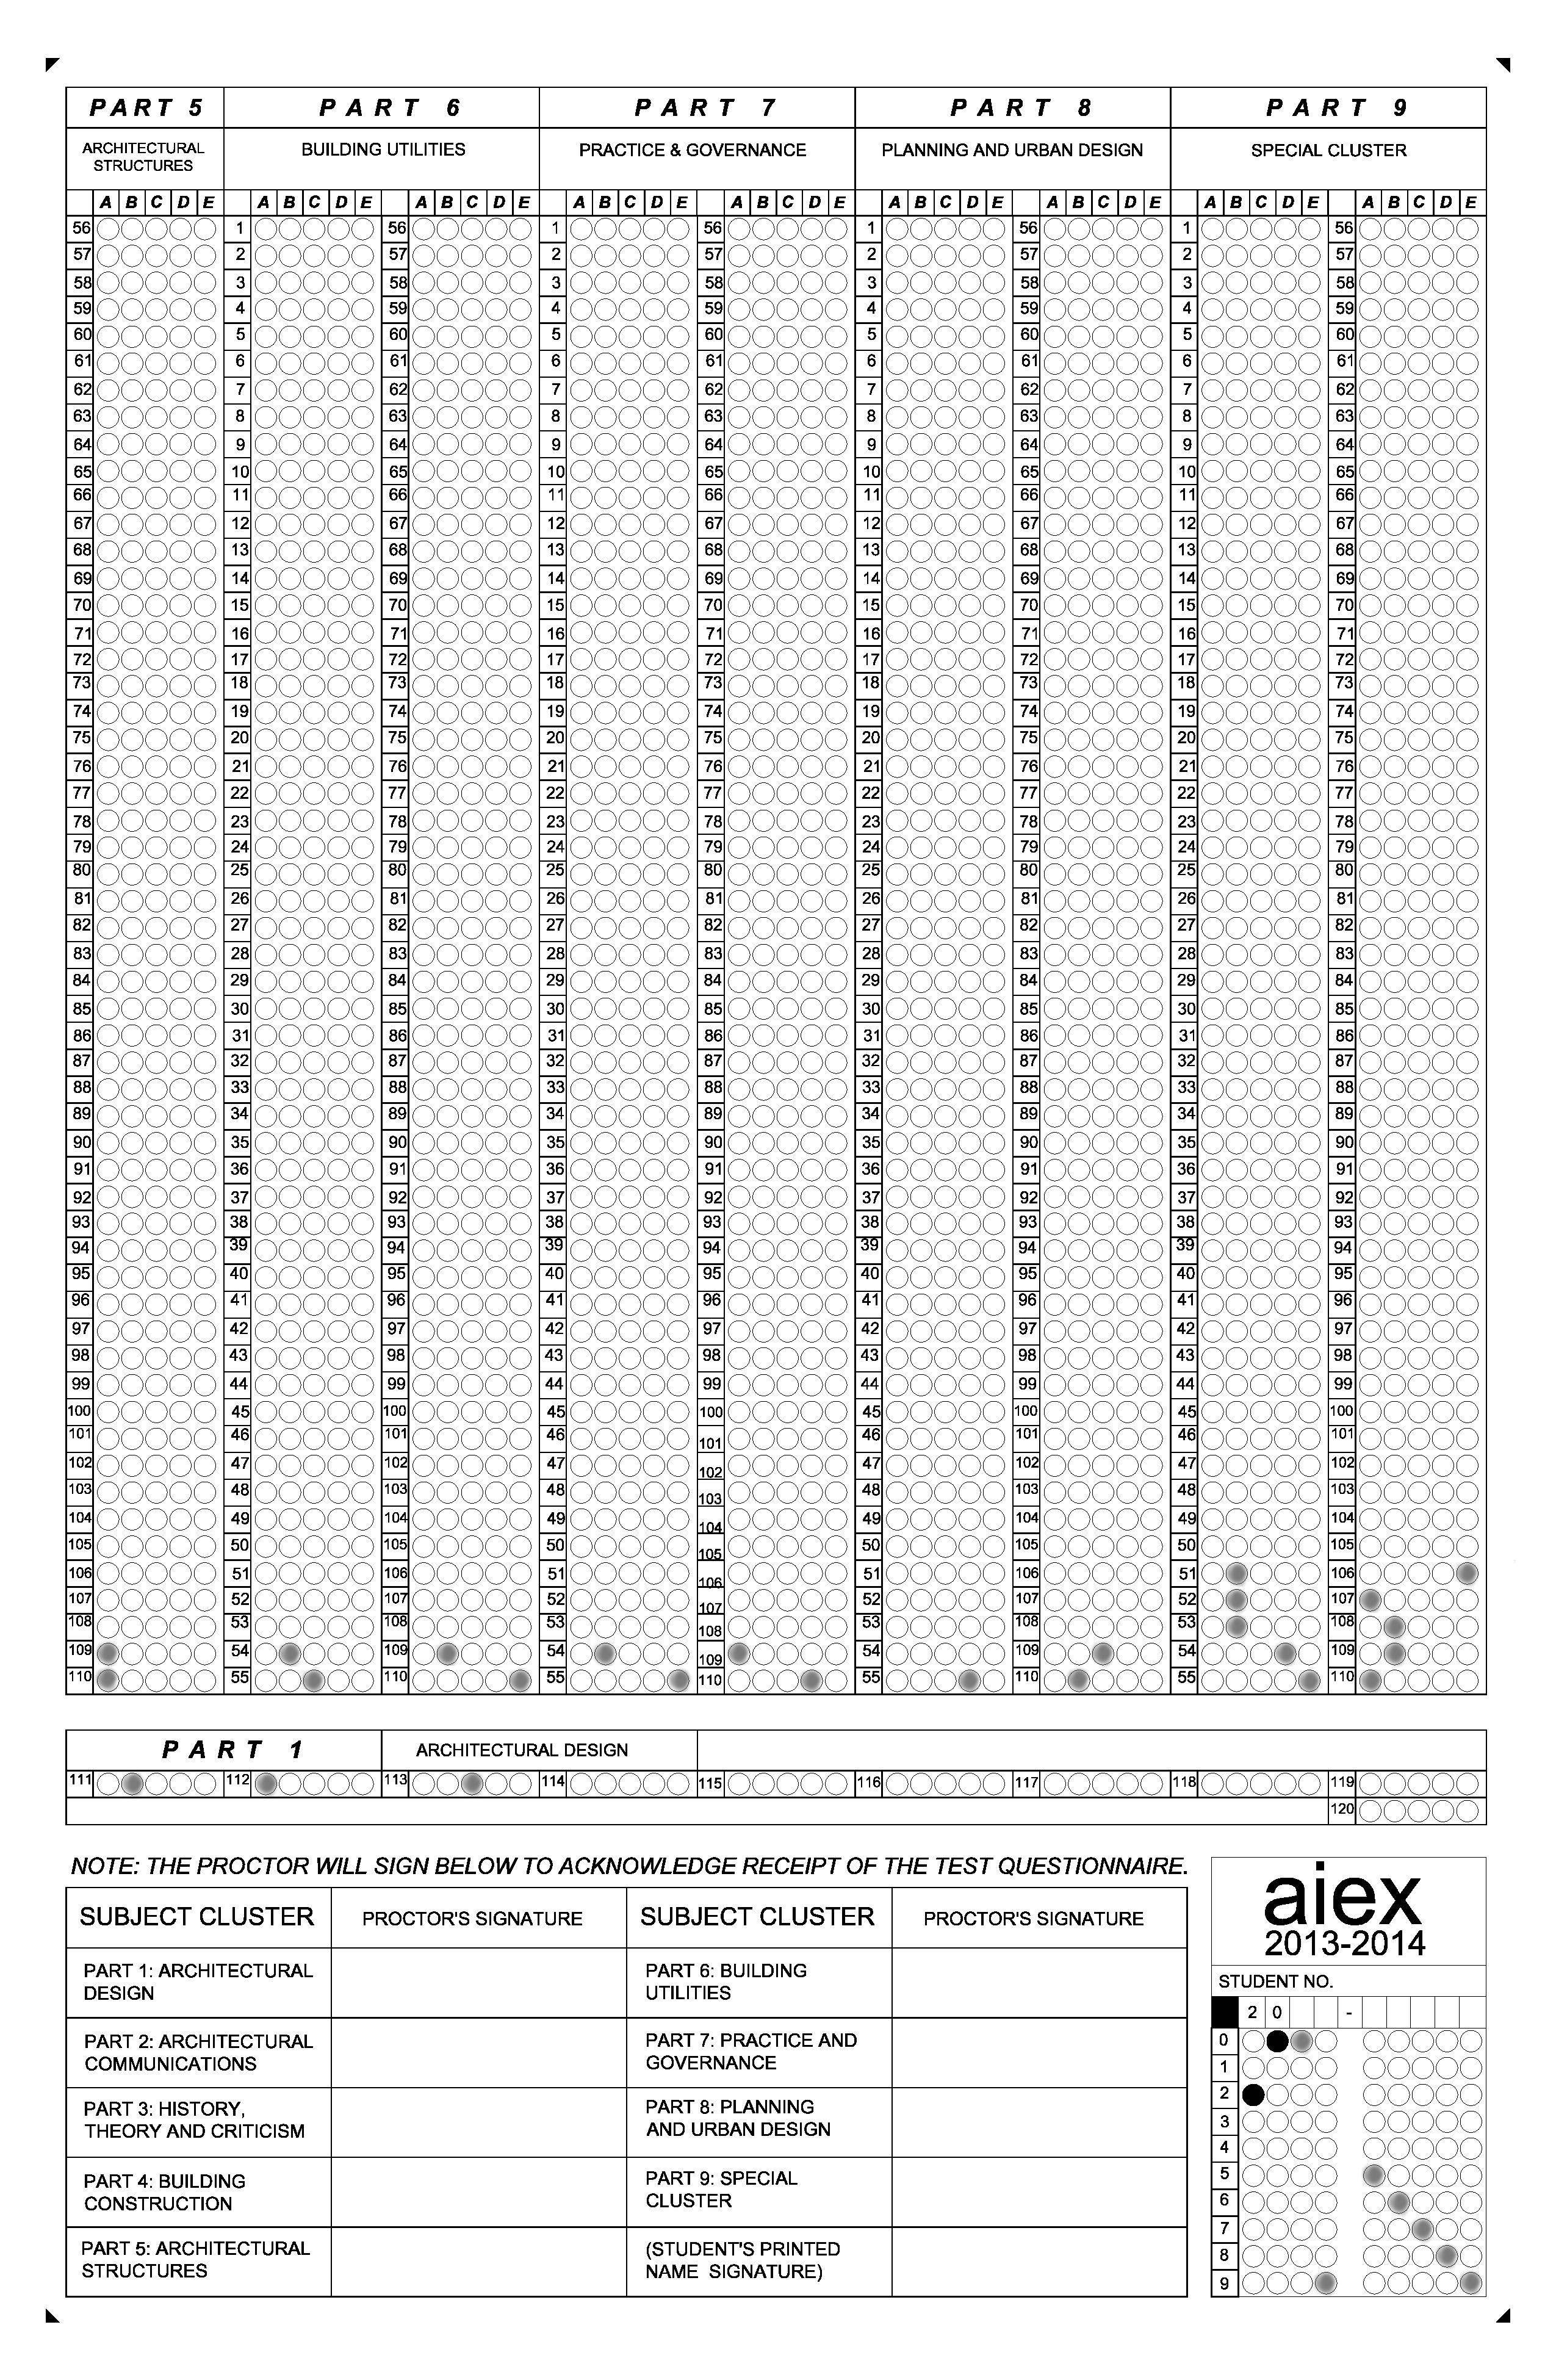 PART 5 PART 6 PART 7 PART 8 PART 9
ARCHITECTURAL STRUCTURES BUILDING UTILITIES PRACTICE & GOVERNANCE PLANNING AND URBAN DESIGN SPECIAL CLUSTER
A B C D E A B C D E A B C D E A B C D E A B C D E A B C D E A B C D E A B C D E A B C D E
56 1 56 1 56 1 56 1 56
57 2 57 2 57 2 57 2 57
58 3 58 3 58 3 58 3 58
59 4 59 4 59 4 59 4 59
60 5 60 5 60 5 60 5 60
61 6 61 6 61 6 61 6 61
62 7 62 7 62 7 62 7 62
63 8 63 8 63 8 63 8 63
64 9 64 9 64 9 64 9 64
65 10 65 10 65 10 65 10 65
66 11 66 11 66 11 66 11 66
67 12 67 12 67 12 67 12 67
68 13 68 13 68 13 68 13 68
69 14 69 14 69 14 69 14 69
70 15 70 15 70 15 70 15 70
71 16 71 16 71 16 71 16 71
72 17 72 17 72 17 72 17 72
73 18 73 18 73 18 73 18 73
74 19 74 19 74 19 74 19 74
75 20 75 20 75 20 75 20 75
76 21 76 21 76 21 76 21 76
77 22 77 22 77 22 77 22 77
78 23 78 23 78 23 78 23 78
79 24 79 24 79 24 79 24 79
80 25 80 25 80 25 80 25 80
81 26 81 26 81 26 81 26 81
82 27 82 27 82 27 82 27 82
83 28 83 28 83 28 83 28 83
84 29 84 29 84 29 84 29 84
85 30 85 30 85 30 85 30 85
86 31 86 31 86 31 86 31 86
87 32 87 32 87 32 87 32 87
88 33 88 33 88 33 88 33 88
89 34 89 34 89 34 89 34 89
90 35 90 35 90 35 90 35 90
91 36 91 36 91 36 91 36 91
92 37 92 37 92 37 92 37 92
93 38 93 38 93 38 93 38 93
94 39 94 39 94 39 94 39 94
95 40 95 40 95 40 95 40 95
96 41 96 41 96 41 96 41 96
97 42 97 42 97 42 97 42 97
98 43 98 43 98 43 98 43 98
99 44 99 44 99 44 99 44 99
100 45 100 45 100 45 100 45 100
101 46 101 46 101 46 101 46 101
102 47 102 47 102 47 102 47 102
103 48 103 48 103 48 103 48 103
104 49 104 49 104 49 104 49 104
105 50 105 50 105 50 105 50 105
106 51 106 51 106 51 106 51 106
107 52 107 52 107 52 107 52 107
108 53 108 53 108 53 108 53 108
109 54 109 54 109 54 109 54 109
110 55 110 55 110 55 110 55 110
PART 1 ARCHITECTURAL DESIGN
111 112 113 114 115 116 117 118 119
120
NOTE: THE PROCTOR WILL SIGN BELOW TO ACKNOWLEDGE RECEIPT OF THE TEST QUESTIONNAIRE.
SUBJECT CLUSTER PROCTOR'S SIGNATURE SUBJECT CLUSTER PROCTOR'S SIGNATURE
PART 1: ARCHITECTURAL
DESIGN
PART 6: BUILDING
UTILITIES
PART 2: ARCHITECTURAL
COMMUNICATIONS
PART 7: PRACTICE AND
GOVERNANCE
PART 3: HISTORY,
THEORY AND CRITICISM
PART 8: PLANNING
AND URBAN DESIGN
PART 4: BUILDING
CONSTRUCTION
PART 9: SPECIAL
CLUSTER
PART 5: ARCHITECTURAL
STRUCTURES
(STUDENT'S PRINTED
NAME SIGNATURE)
aiex
2013-2014
STUDENT NO.
2 0 -
0
1
2
3
4
5
6
7
8
9